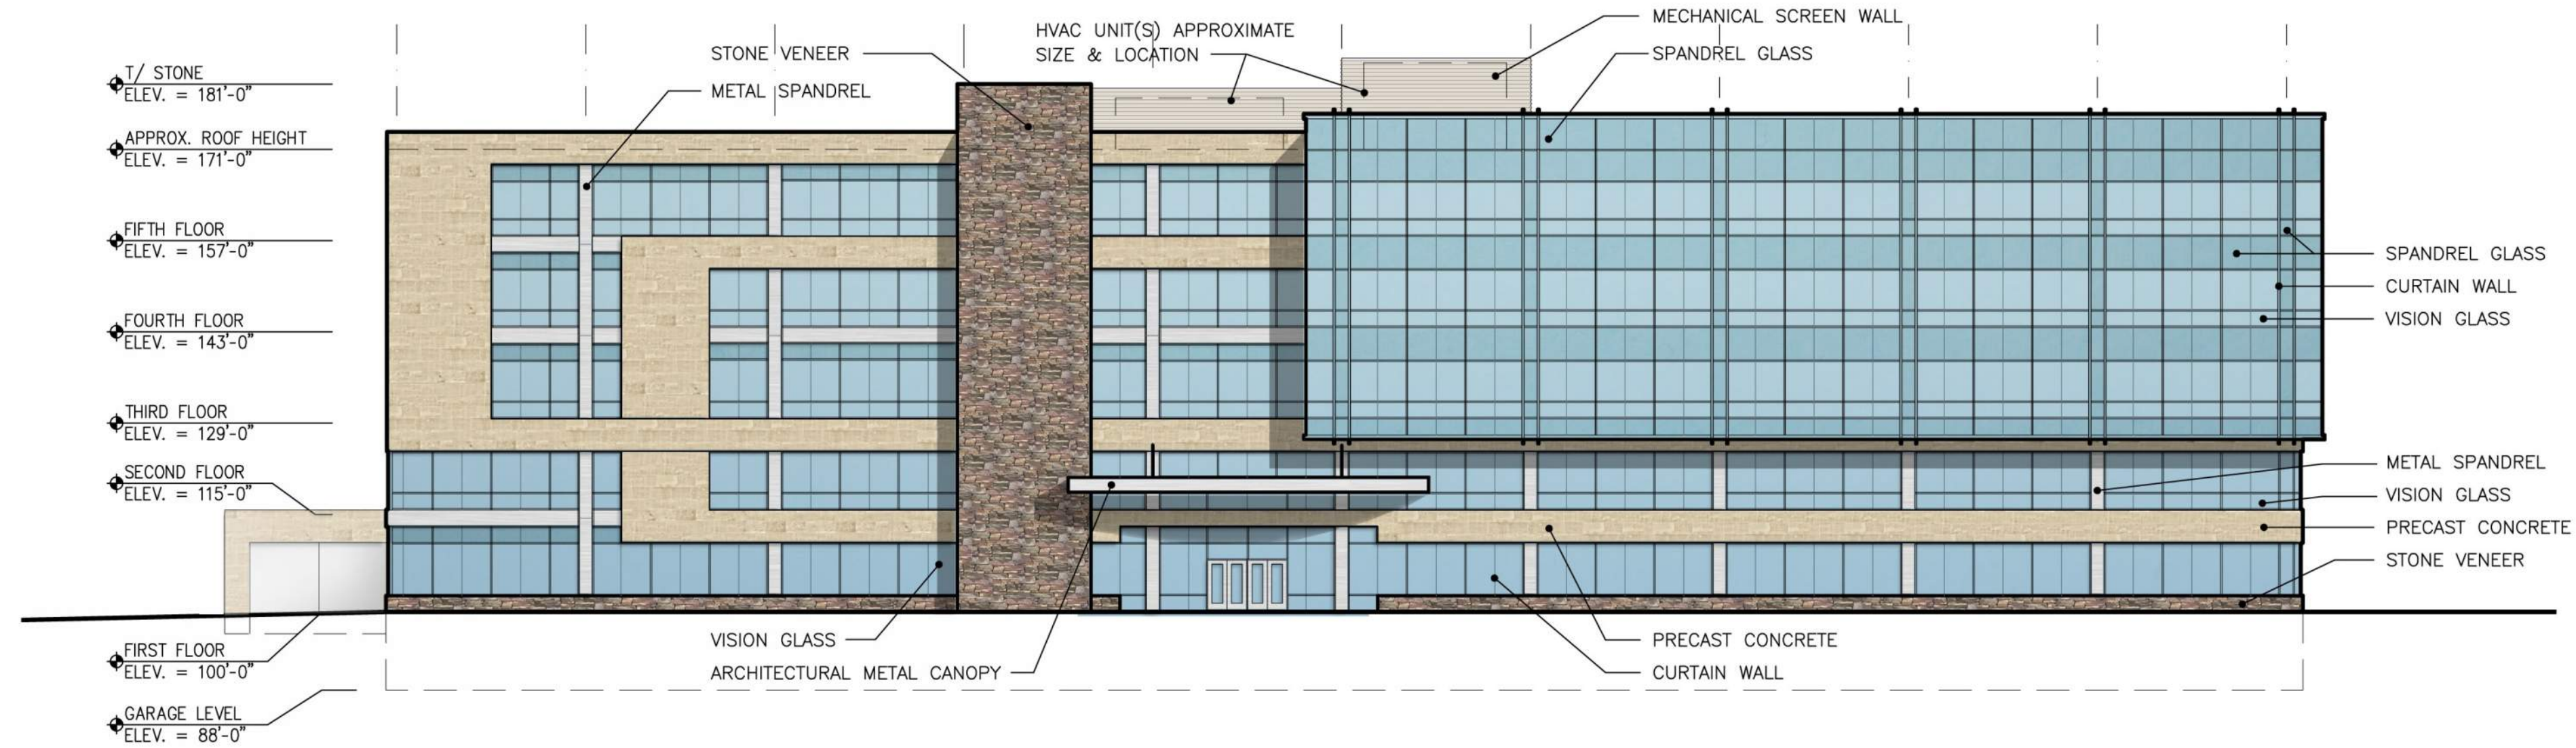 T/ STONE
ELEV. = 181'-0"
APPROX. ROOF HEIGHT
ELEV. = 171'-0"
FIFTH FLOOR
ELEV. = 157'-0"
FOURTH FLOOR
ELEV. = 143'-0"
THIRD FLOOR
ELEV. = 129'-0"
SECOND FLOOR
ELEV. = 115'-0"
FIRST FLOOR
ELEV. = 100'-0"
GARAGE LEVEL
ELEV. = 88'-0"
STONE VENEER
METAL SPANDREL
HVAC UNIT(S) APPROXIMATE
SIZE & LOCATION
MECHANICAL SCREEN WALL
SPANDREL GLASS
SPANDREL GLASS
CURTAIN WALL
VISION GLASS
METAL SPANDREL
VISION GLASS
PRECAST CONCRETE
STONE VENEER
VISION GLASS
ARCHITECTURAL METAL CANOPY
PRECAST CONCRETE
CURTAIN WALL